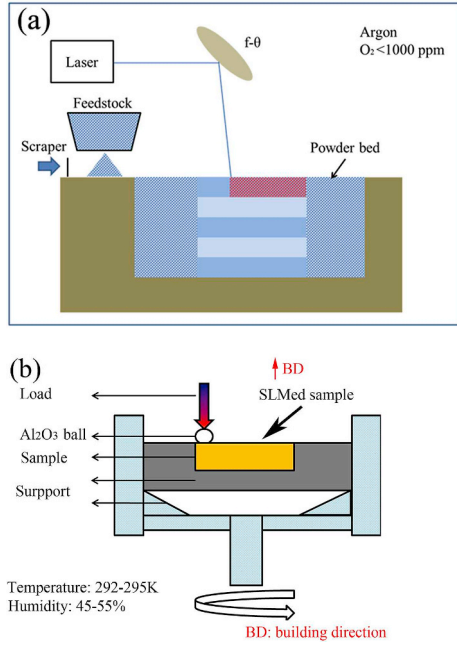 (a)
f-θ
Argon
O₂<1000 ppm
Laser
Feedstock
Scraper
Powder bed
(b)
BD
Load
SLMed sample
Al₂O₃ ball
Sample
Surpport
Temperature: 292-295K
Humidity: 45-55%
BD: building direction